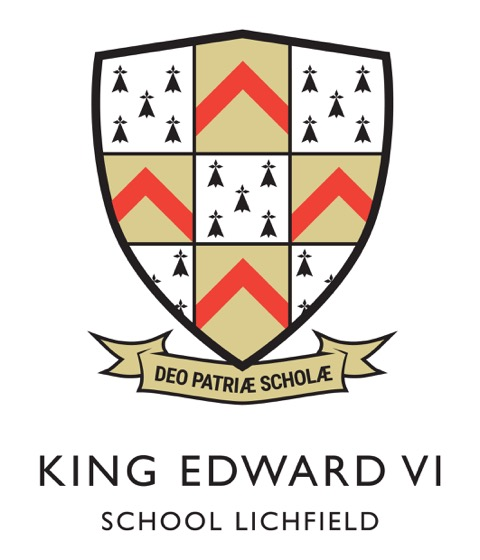 DEO PATRIÆ SCHOLÆ
KING EDWARD VI
SCHOOL LICHFIELD